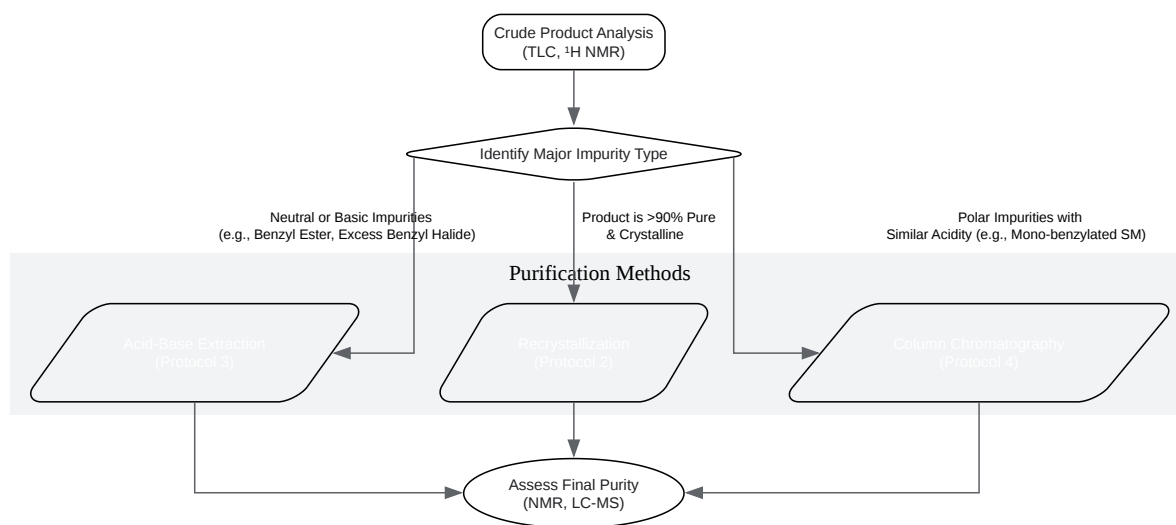 Crude Product Analysis
(TLC, ¹H NMR)
Identify Major Impurity Type
Neutral or Basic Impurities
(e.g., Benzyl Ester, Excess Benzyl Halide)
Product is >90% Pure
& Crystalline
Polar Impurities with
Similar Acidity (e.g., Mono-benzylated SM)
Purification Methods
Acid-Base Extraction
(Protocol 3)
Recrystallization
(Protocol 2)
Column Chromatography
(Protocol 4)
Assess Final Purity
(NMR, LC-MS)